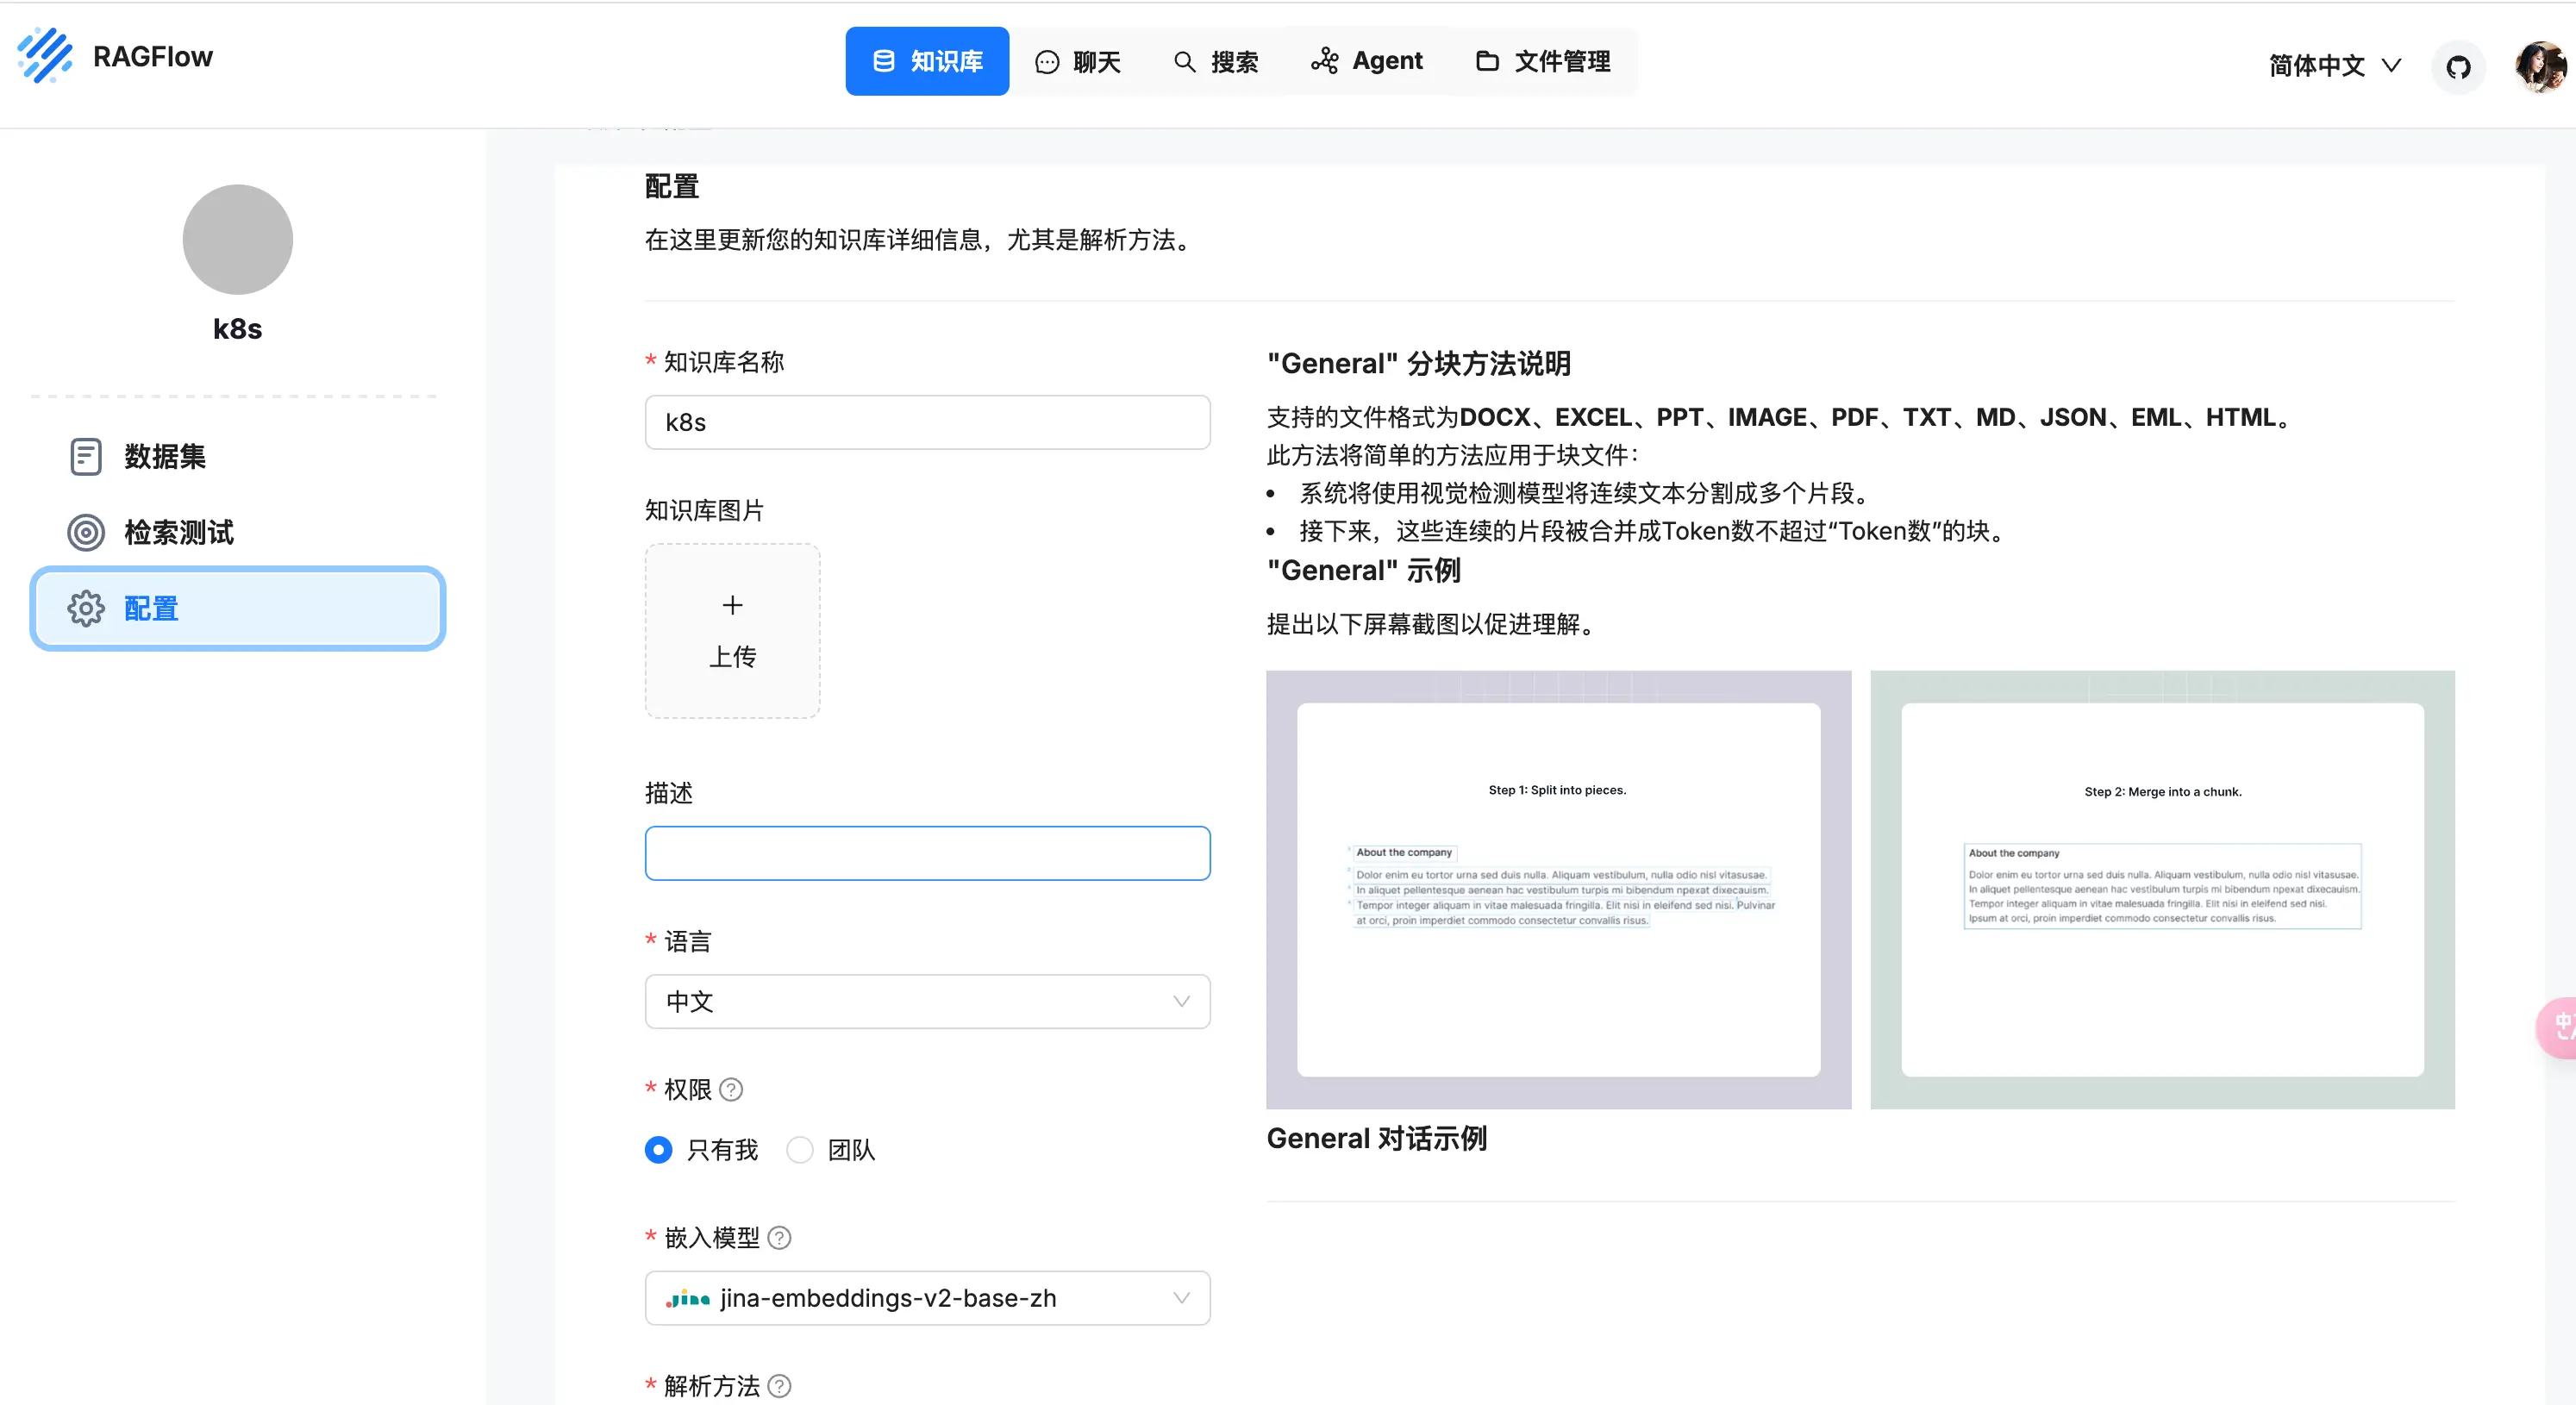 RAGFlow
知识库
聊天
搜索
Agent
文件管理
简体中文
k8s
数据集
检索测试
配置
配置
在这里更新您的知识库详细信息，尤其是解析方法。
* 知识库名称
k8s
知识库图片
上传
描述
* 语言
中文
* 权限
只有我
团队
* 嵌入模型
Jina jina-embeddings-v2-base-zh
* 解析方法
"General" 分块方法说明
支持的文件格式为DOCX、EXCEL、PPT、IMAGE、PDF、TXT、MD、JSON、EML、HTML。
此方法将简单的方法应用于块文件：
• 系统将使用视觉检测模型将连续文本分割成多个片段。
• 接下来，这些连续的片段被合并成Token数不超过“Token数”的块。
"General" 示例
提出以下屏幕截图以促进理解。
Step 1: Split into pieces.
About the company
Dolor enim eu tortor urna sed duis nulla. Aliquam vestibulum, nulla odio nisl vitasusae.
In aliquet pellentesque aenean hac vestibulum turpis mi bibendum npexat dixecauism.
Tempor integer aliquam in vitae malesuada fringilla. Elit nisi in eleifend sed nisi. Pulvinar
at orci, proin imperdiet commodo consectetur convallis risus.
Step 2: Merge into a chunk.
About the company
Dolor enim eu tortor urna sed duis nulla. Aliquam vestibulum, nulla odio nisl vitasusae.
In aliquet pellentesque aenean hac vestibulum turpis mi bibendum npexat dixecauism.
Tempor integer aliquam in vitae malesuada fringilla. Elit nisi in eleifend sed nisi.
Ipsum at orci, proin imperdiet commodo consectetur convallis risus.
General 对话示例